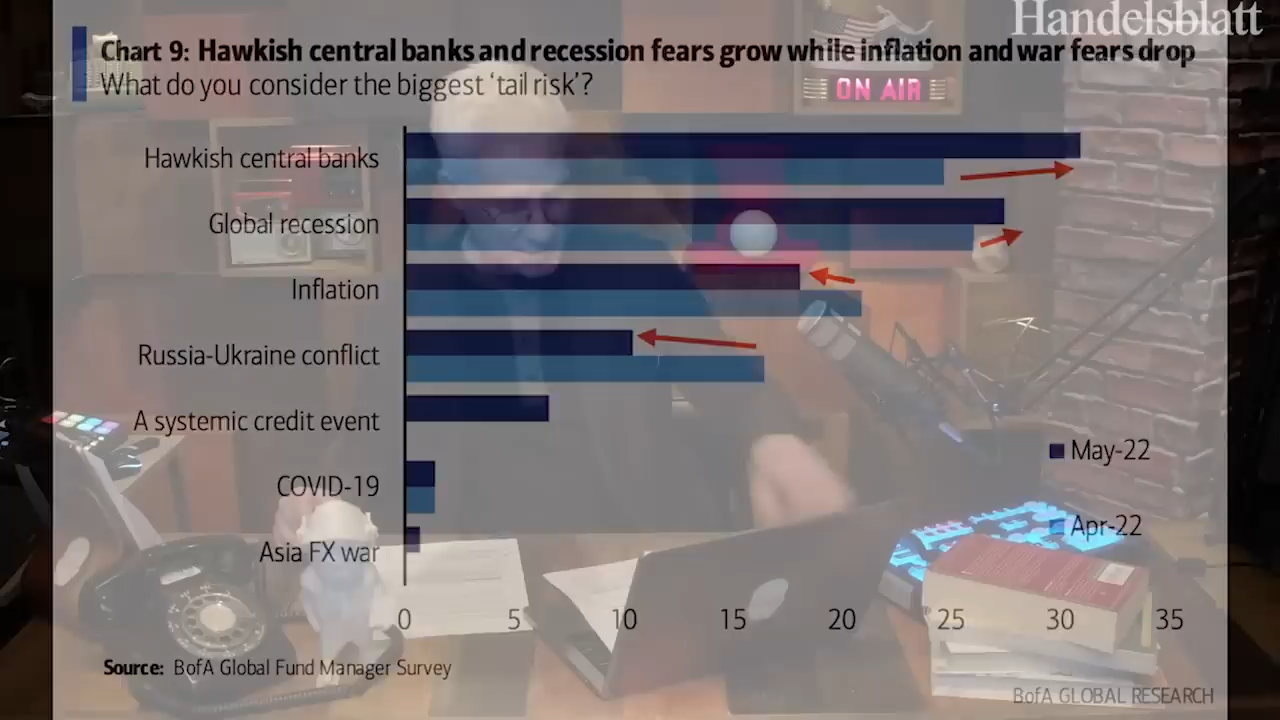 Handelsblatt
Chart 9: Hawkish central banks and recession fears grow while inflation and war fears drop
What do you consider the biggest ‘tail risk’?
ON AIR
Hawkish central banks
Global recession
Inflation
Russia-Ukraine conflict
A systemic credit event
COVID-19
Asia FX war
May-22
Apr-22
0 5 10 15 20 25 30 35
Source: BofA Global Fund Manager Survey
BofA GLOBAL RESEARCH